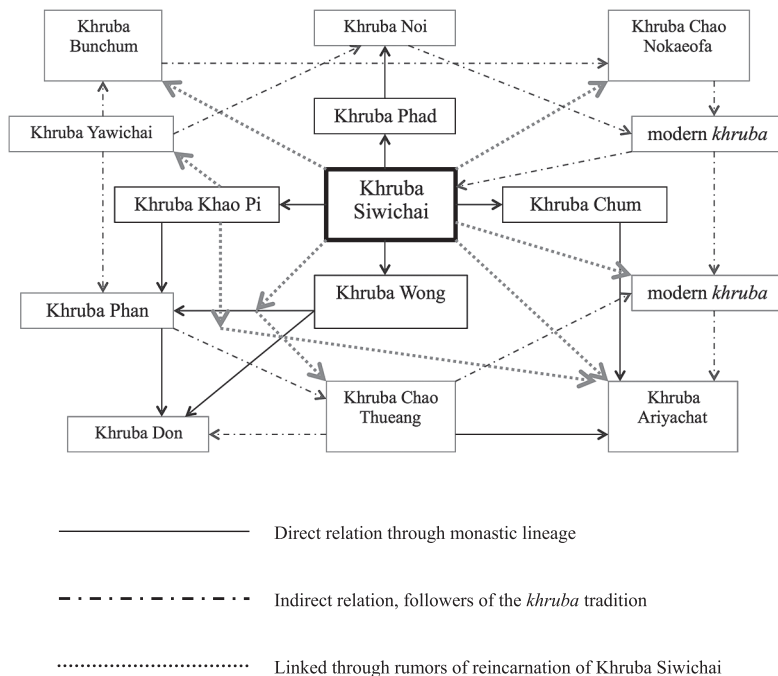 Khruba
Bunchum
Khruba Noi
Khruba Chao
Nokaeofa
Khruba Phad
Khruba Yawichai
modern khruba
Khruba
Siwichai
Khruba Khao Pi
Khruba Chum
Khruba Wong
modern khruba
Khruba Phan
Khruba Chao
Thueang
Khruba
Ariyachat
Khruba Don
Direct relation through monastic lineage
Indirect relation, followers of the khruba tradition
Linked through rumors of reincarnation of Khruba Siwichai